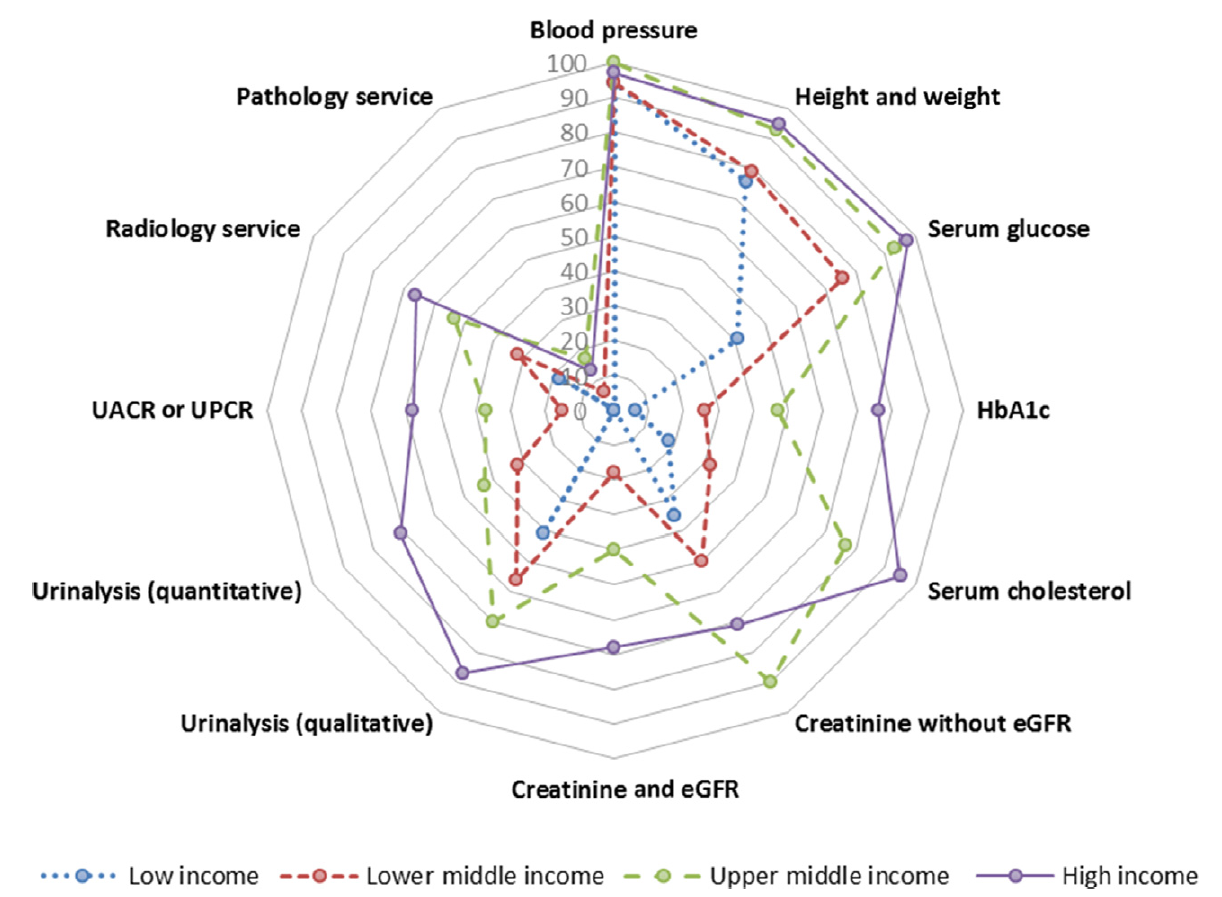 Blood pressure
100
Pathology service
Height and weight
90
80
70
60
Radiology service
Serum glucose
50
40
30
20
10
UACR or UPCR
0
HbA1c
Urinalysis (quantitative)
Serum cholesterol
Urinalysis (qualitative)
Creatinine without eGFR
Creatinine and eGFR
Low income
Lower middle income
Upper middle income
High income